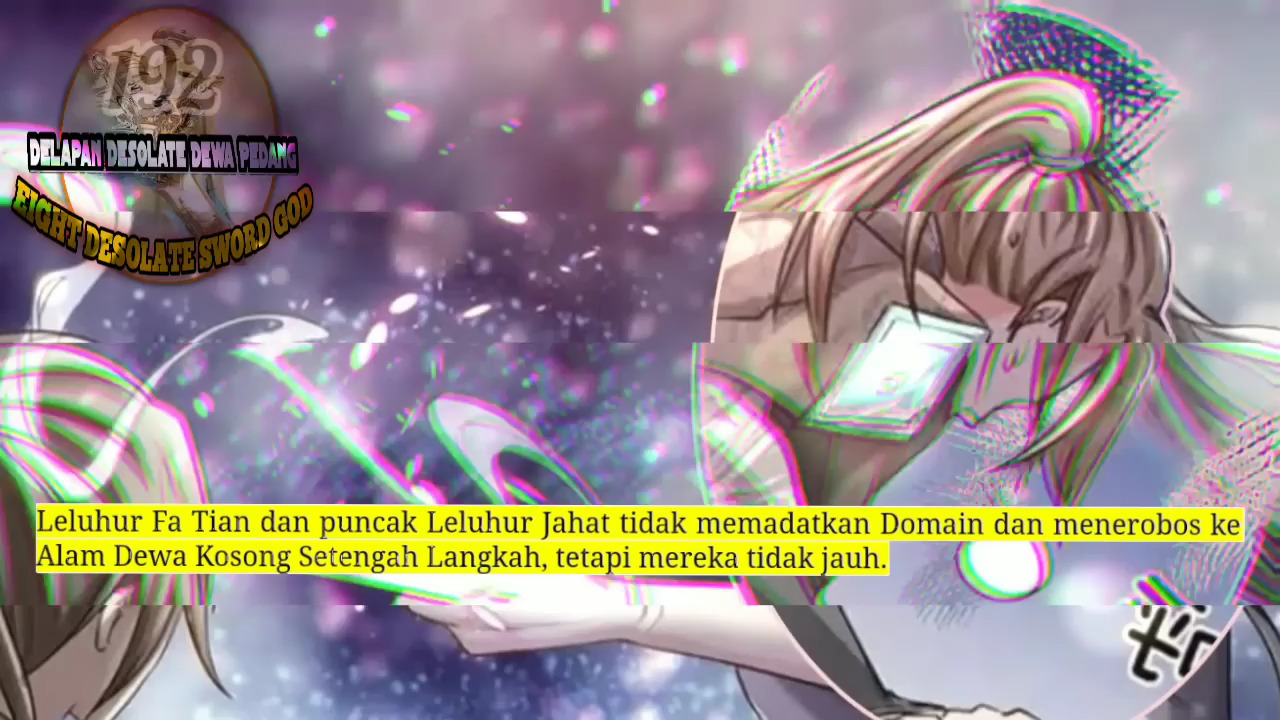 192
DELAPAN DESOLATE DEWA PEDANG
EIGHT DESOLATE SWORD GOD
Leluhur Fa Tian dan puncak Leluhur Jahat tidak memadatkan Domain dan menerobos ke
Alam Dewa Kosong Setengah Langkah, tetapi mereka tidak jauh.